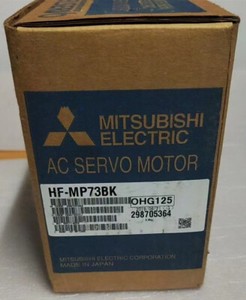 MITSUBISHI
ELECTRIC
AC SERVO MOTOR
HF-MP73BK
OHG125
298705364
MITSUBISHI ELECTRIC CORPORATION
MADE IN JAPAN